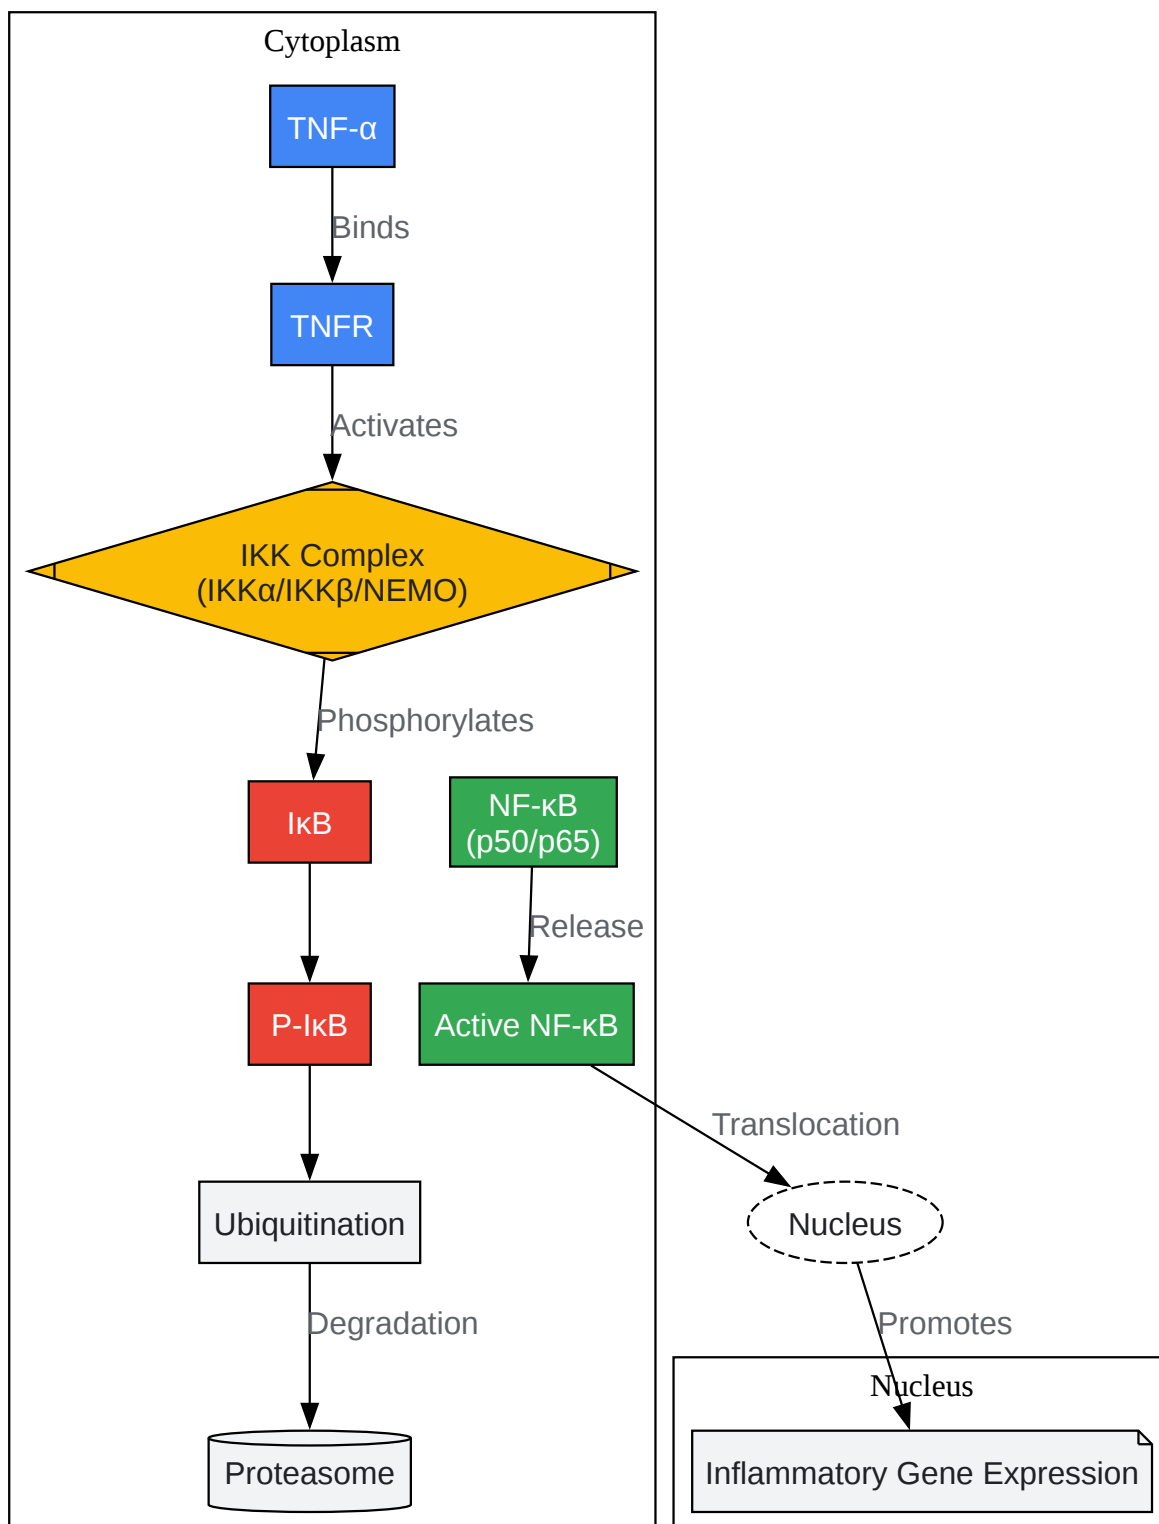 Cytoplasm
TNF-α
Binds
TNFR
Activates
IKK Complex
(IKKα/IKKβ/NEMO)
Phosphorylates
IκB
NF-κB
(p50/p65)
Release
P-IκB
Active NF-κB
Translocation
Ubiquitination
Nucleus
Degradation
Promotes
Nucleus
Proteasome
Inflammatory Gene Expression